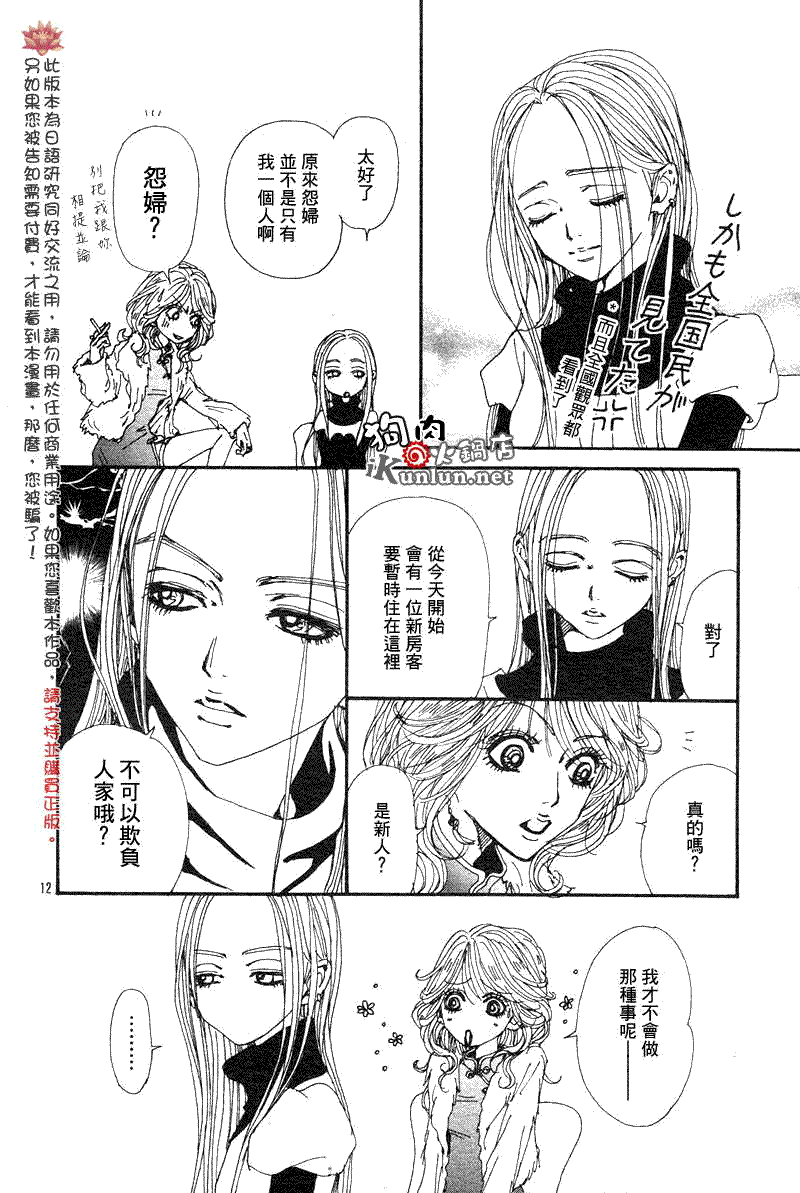 しかも全国民が
見てた
*而且全國觀眾都
看到了
太好了
原來怨婦
並不是只有
我一個人啊
怨婦？
別把我跟妳
相提並論
狗肉火鍋店
iKunlun.net
對了
從今天開始
會有一位新房客
要暫時住在這裡
不可以欺負
人家哦？
真的嗎？
是新人？
我才不會做
那種事呢——
………
12
此版本為日語研究同好交流之用，請勿用於任何商業用途。如果您喜歡本作品，請支持並購買正版。
另如果您被告知需要付費，才能看到本漫畫，那麼，您被騙了！